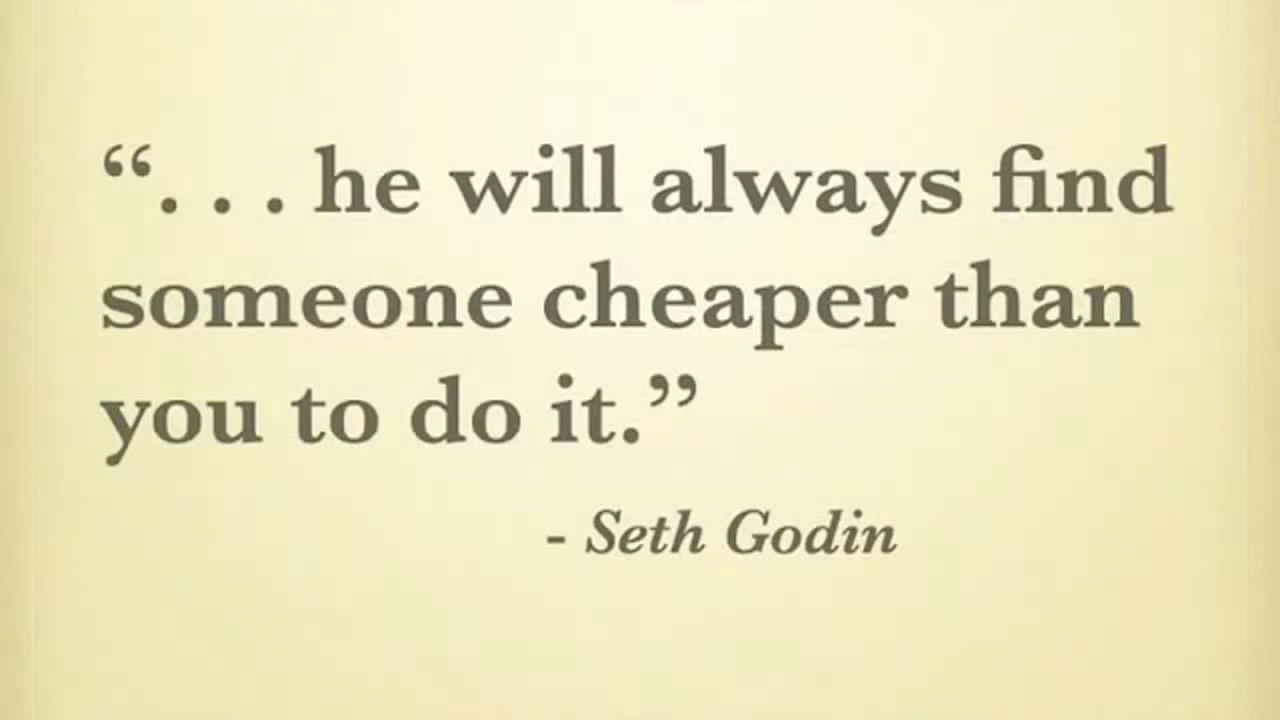 “. . . he will always find
someone cheaper than
you to do it.”
- Seth Godin